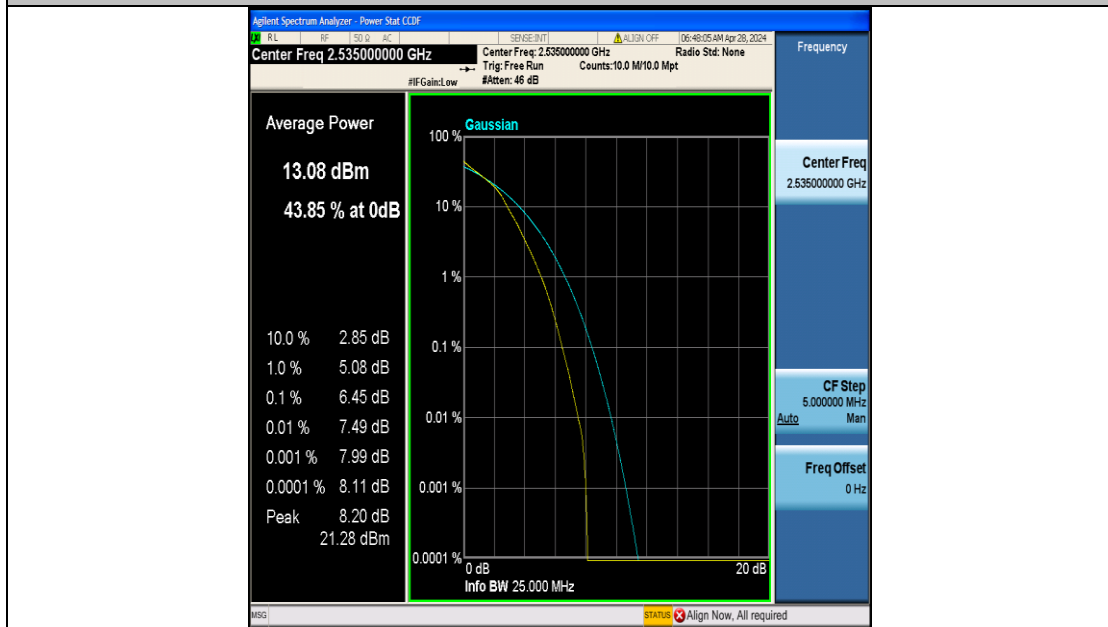 Agilent Spectrum Analyzer - Power Stat CCDF
RL RF 50 Ω AC SENSE:INT ALIGN OFF 06:48:05 AM Apr 28, 2024
Center Freq 2.535000000 GHz
Center Freq: 2.535000000 GHz Radio Std: None
Trig: Free Run Counts:10.0 M/10.0 Mpt
#IFGain:Low #Atten: 46 dB
Frequency
Average Power
13.08 dBm
43.85 % at 0dB
10.0 % 2.85 dB
1.0 % 5.08 dB
0.1 % 6.45 dB
0.01 % 7.49 dB
0.001 % 7.99 dB
0.0001 % 8.11 dB
Peak 8.20 dB
21.28 dBm
Gaussian
100 %
10 %
1 %
0.1 %
0.01 %
0.001 %
0.0001 %
0 dB 20 dB
Info BW 25.000 MHz
Center Freq
2.535000000 GHz
CF Step
5.000000 MHz
Auto Man
Freq Offset
0 Hz
MSG STATUS Align Now, All required